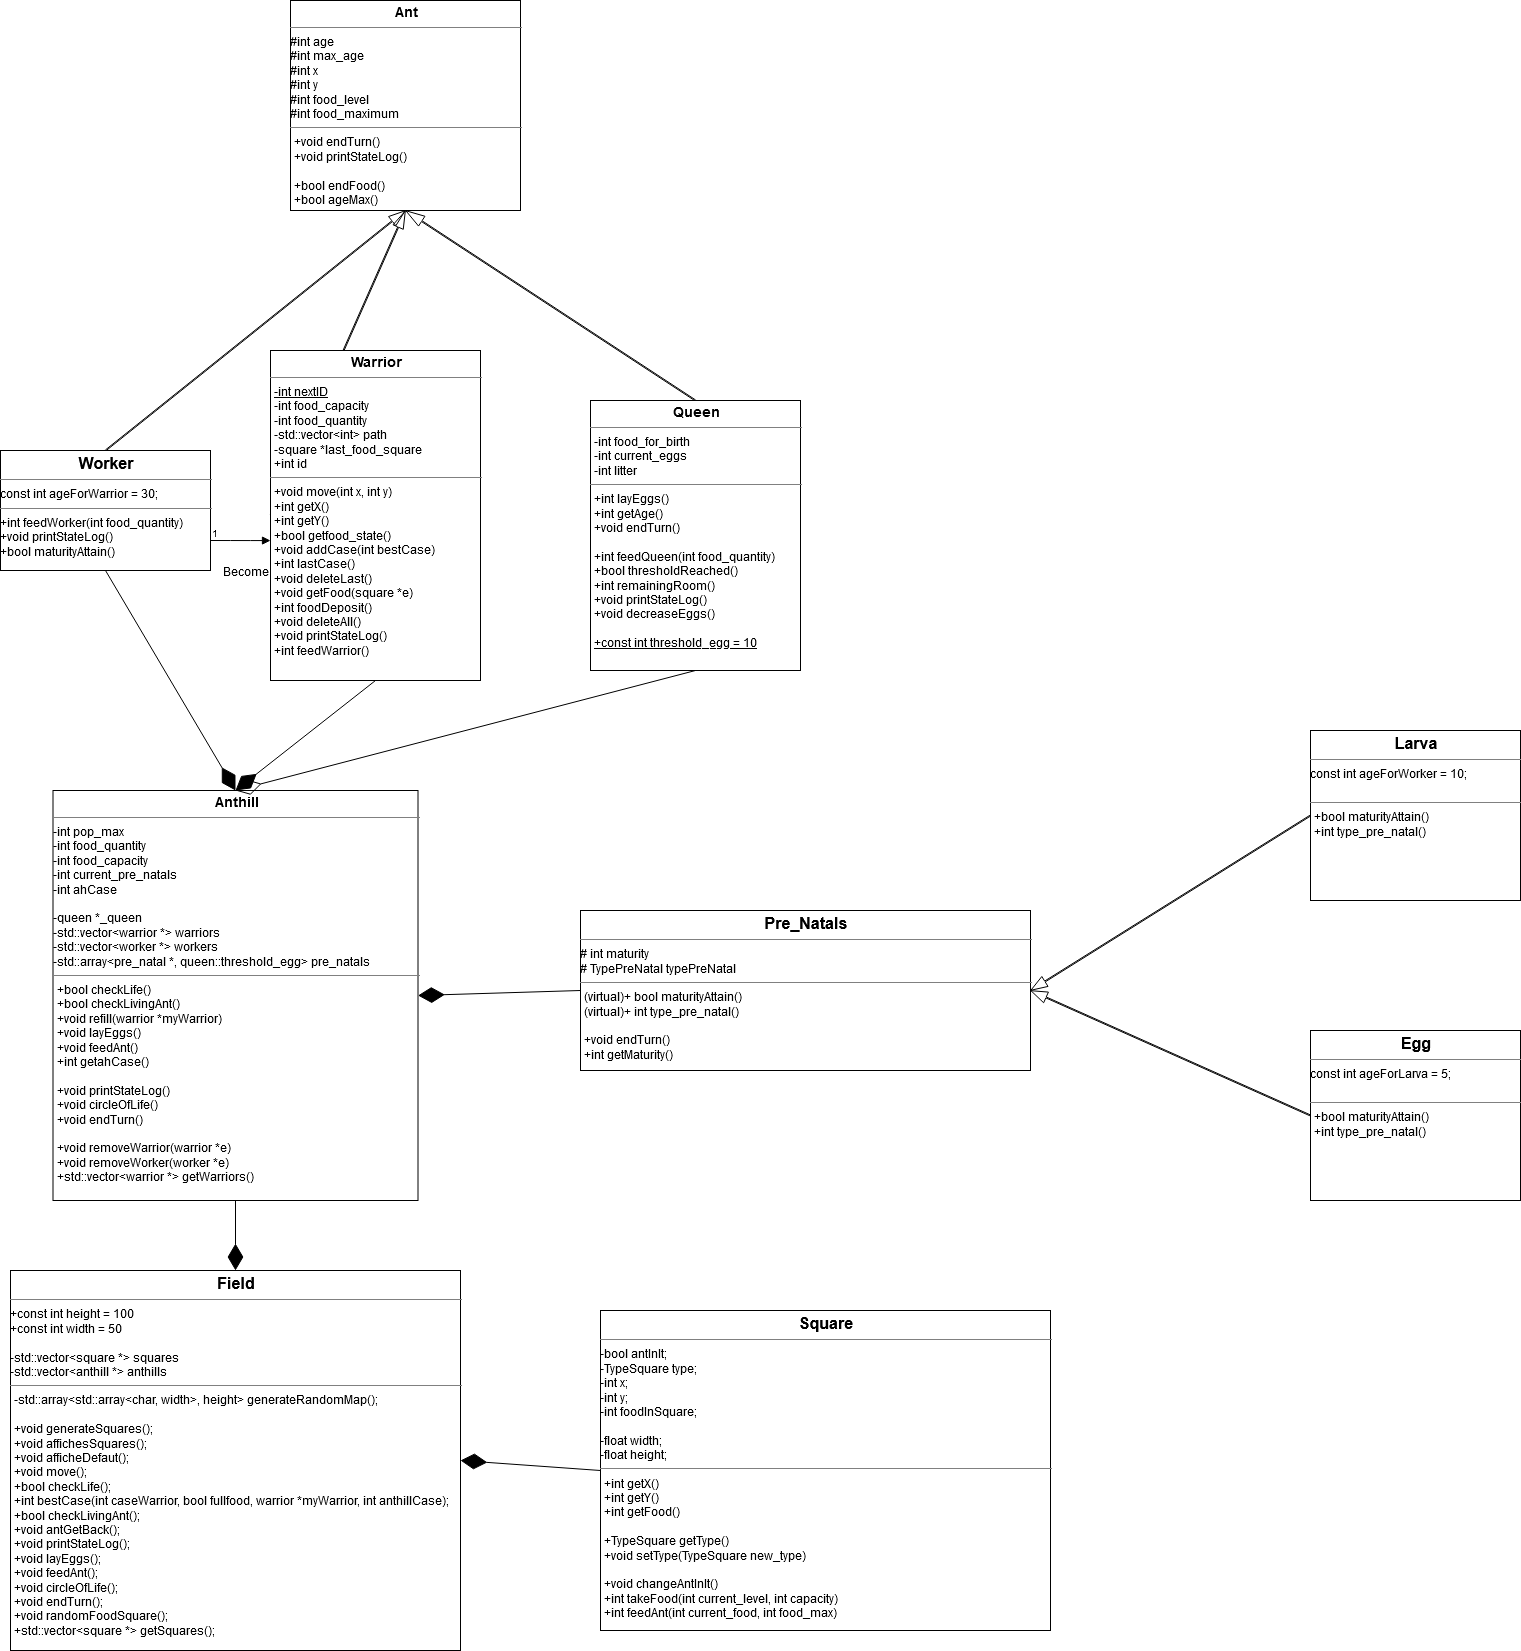 Ant
#int age
#int max_age
#int x
#int y
#int food_level
#int food_maximum
+void endTurn()
+void printStateLog()
+bool endFood()
+bool ageMax()
Worker
const int ageForWarrior = 30;
+int feedWorker(int food_quantity)
+void printStateLog()
+bool maturityAttain()
1
Become
Warrior
-int nextID
-int food_capacity
-int food_quantity
-std::vector<int> path
-square *last_food_square
+int id
+void move(int x, int y)
+int getX()
+int getY()
+bool getfood_state()
+void addCase(int bestCase)
+int lastCase()
+void deleteLast()
+void getFood(square *e)
+int foodDeposit()
+void deleteAll()
+void printStateLog()
+int feedWarrior()
Queen
-int food_for_birth
-int current_eggs
-int litter
+int layEggs()
+int getAge()
+void endTurn()
+int feedQueen(int food_quantity)
+bool thresholdReached()
+int remainingRoom()
+void printStateLog()
+void decreaseEggs()
+const int threshold_egg = 10
Anthill
-int pop_max
-int food_quantity
-int food_capacity
-int current_pre_natals
-int ahCase
-queen *_queen
-std::vector<warrior *> warriors
-std::vector<worker *> workers
-std::array<pre_natal *, queen::threshold_egg> pre_natals
+bool checkLife()
+bool checkLivingAnt()
+void refill(warrior *myWarrior)
+void layEggs()
+void feedAnt()
+int getahCase()
+void printStateLog()
+void circleOfLife()
+void endTurn()
+void removeWarrior(warrior *e)
+void removeWorker(worker *e)
+std::vector<warrior *> getWarriors()
Pre_Natals
# int maturity
# TypePreNatal typePreNatal
(virtual)+ bool maturityAttain()
(virtual)+ int type_pre_natal()
+void endTurn()
+int getMaturity()
Larva
const int ageForWorker = 10;
+bool maturityAttain()
+int type_pre_natal()
Egg
const int ageForLarva = 5;
+bool maturityAttain()
+int type_pre_natal()
Field
+const int height = 100
+const int width = 50
-std::vector<square *> squares
-std::vector<anthill *> anthills
-std::array<std::array<char, width>, height> generateRandomMap();
+void generateSquares();
+void affichesSquares();
+void afficheDefaut();
+void move();
+bool checkLife();
+int bestCase(int caseWarrior, bool fullfood, warrior *myWarrior, int anthillCase);
+bool checkLivingAnt();
+void antGetBack();
+void printStateLog();
+void layEggs();
+void feedAnt();
+void circleOfLife();
+void endTurn();
+void randomFoodSquare();
+std::vector<square *> getSquares();
Square
-bool antInIt;
-TypeSquare type;
-int x;
-int y;
-int foodInSquare;
-float width;
-float height;
+int getX()
+int getY()
+int getFood()
+TypeSquare getType()
+void setType(TypeSquare new_type)
+void changeAntInIt()
+int takeFood(int current_level, int capacity)
+int feedAnt(int current_food, int food_max)